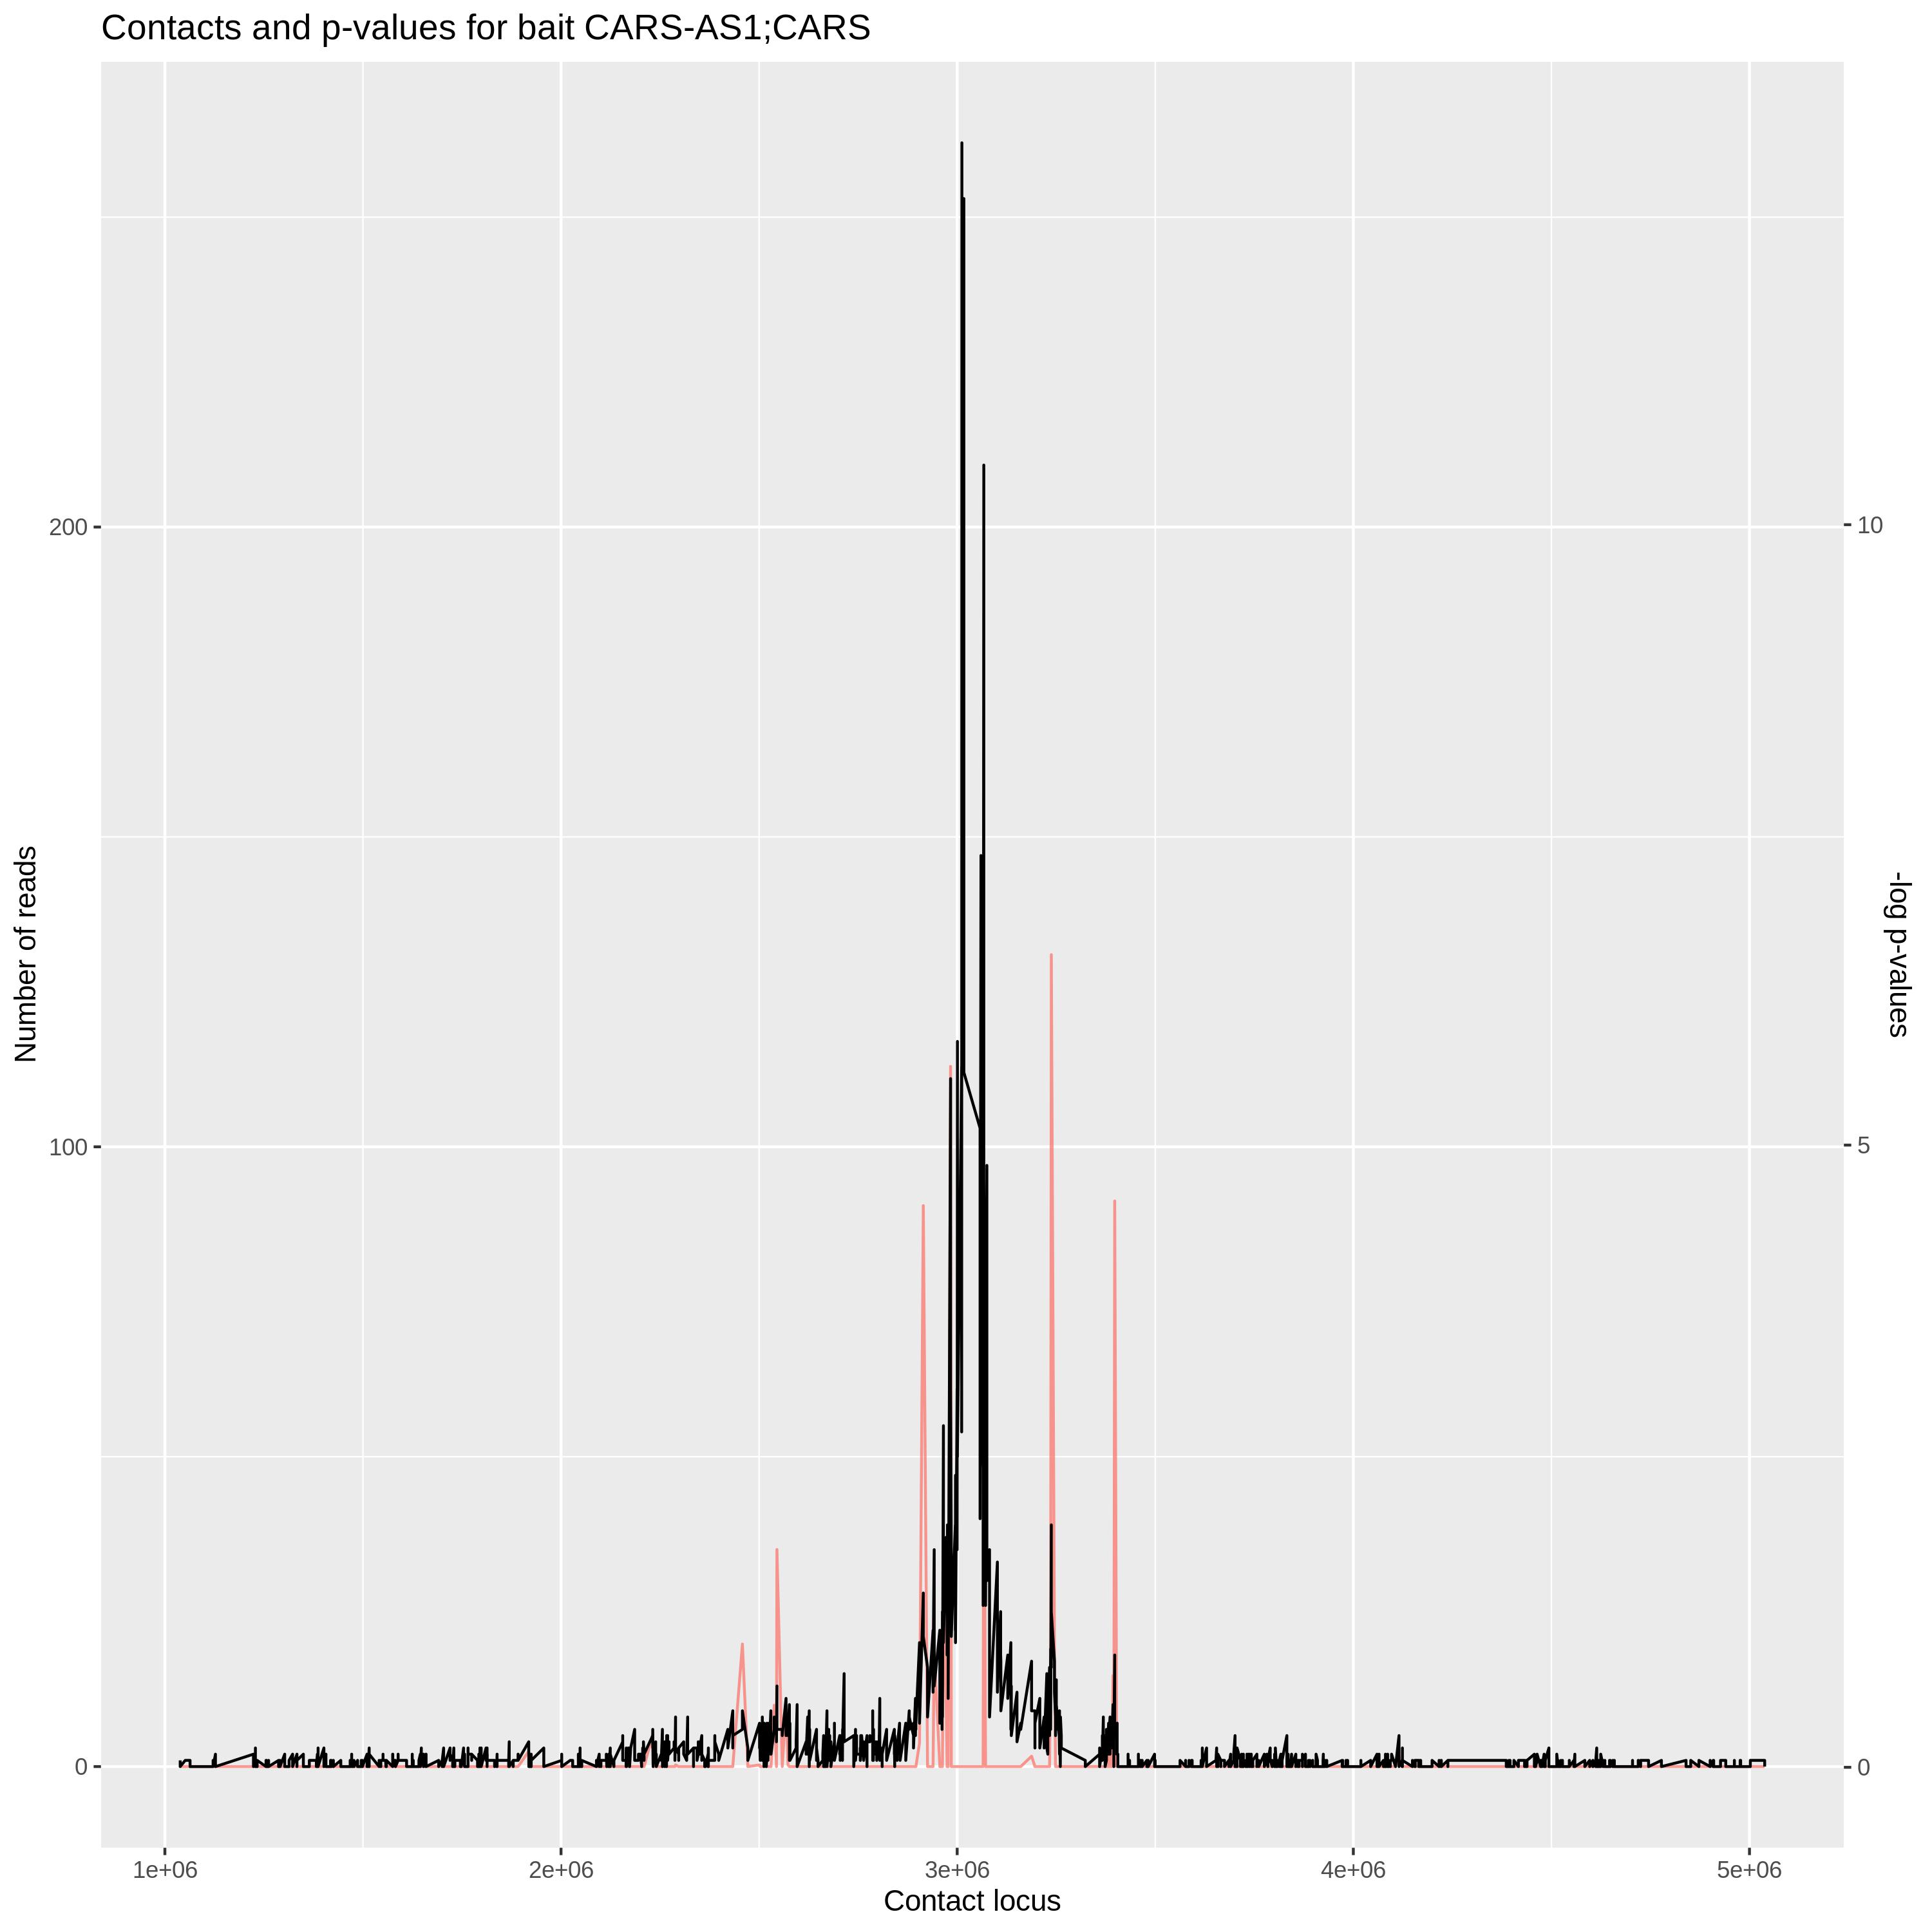 Contacts and p-values for bait CARS-AS1;CARS
Number of reads
200
100
0
10
5
0
-log p-values
1e+06
2e+06
3e+06
4e+06
5e+06
Contact locus